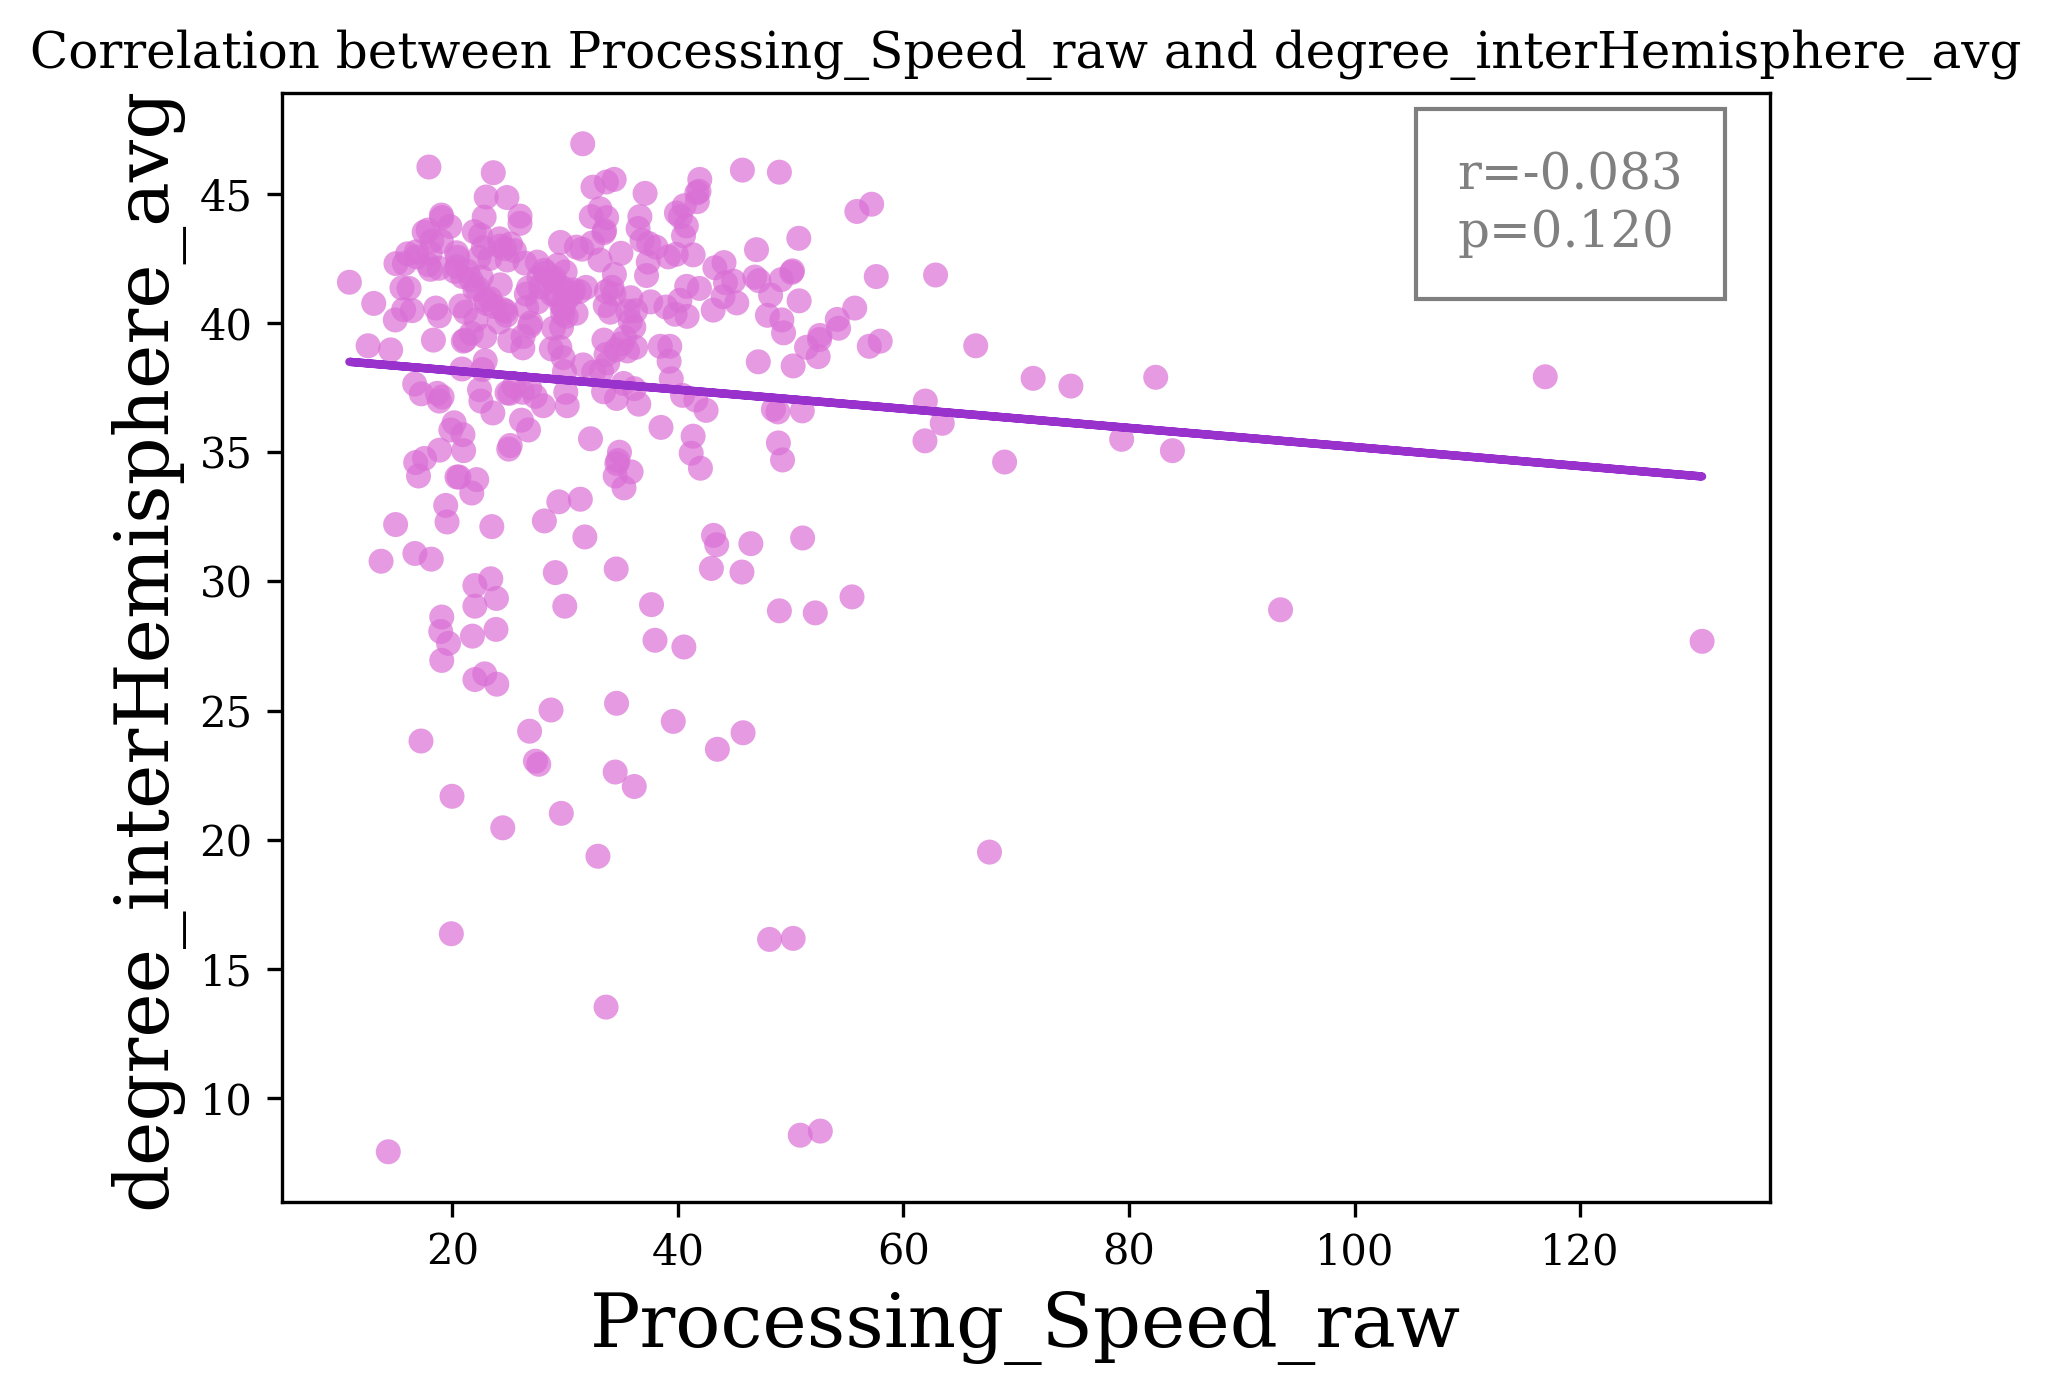 Correlation between Processing_Speed_raw and degree_interHemisphere_avg
r=-0.083
p=0.120
degree_interHemisphere_avg
45
40
35
30
25
20
15
10
20 40 60 80 100 120
Processing_Speed_raw